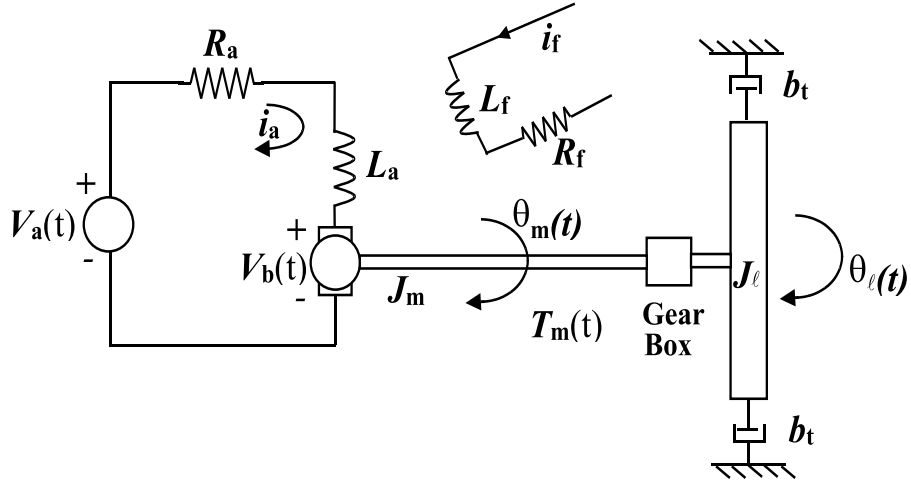 Ra
ia
La
+
Va(t)
-
+
Vb(t)
-
Jm
if
Lf
Rf
θm(t)
Tm(t)
Gear
Box
bt
Jℓ
θℓ(t)
bt